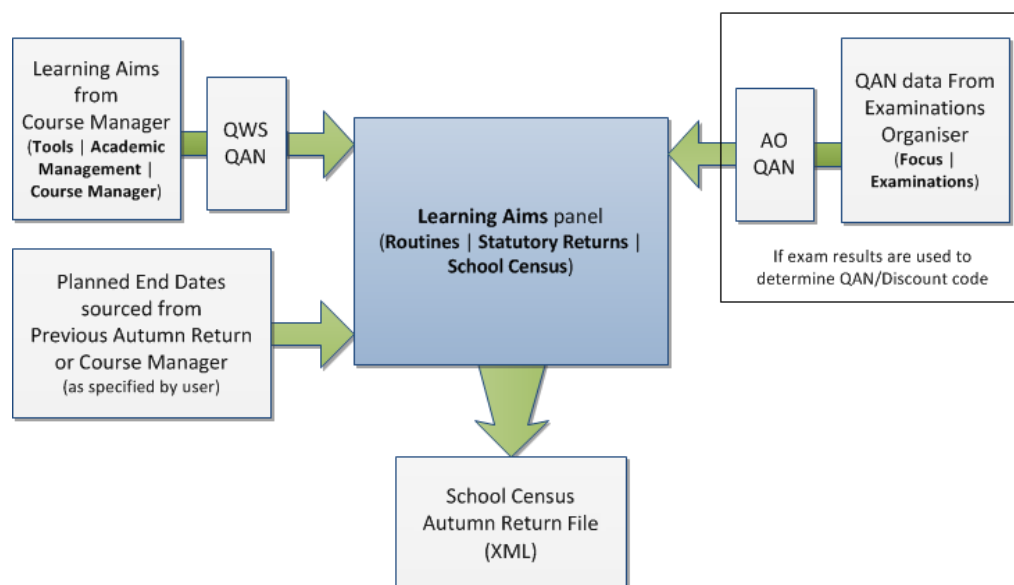 Learning Aims
from
Course Manager
(Tools | Academic
Management |
Course Manager)
QWS
QAN
Planned End Dates
sourced from
Previous Autumn Return
or Course Manager
(as specified by user)
Learning Aims panel
(Routines | Statutory Returns |
School Census)
AO
QAN
QAN data From
Examinations
Organiser
(Focus |
Examinations)
If exam results are used to
determine QAN/Discount code
School Census
Autumn Return File
(XML)